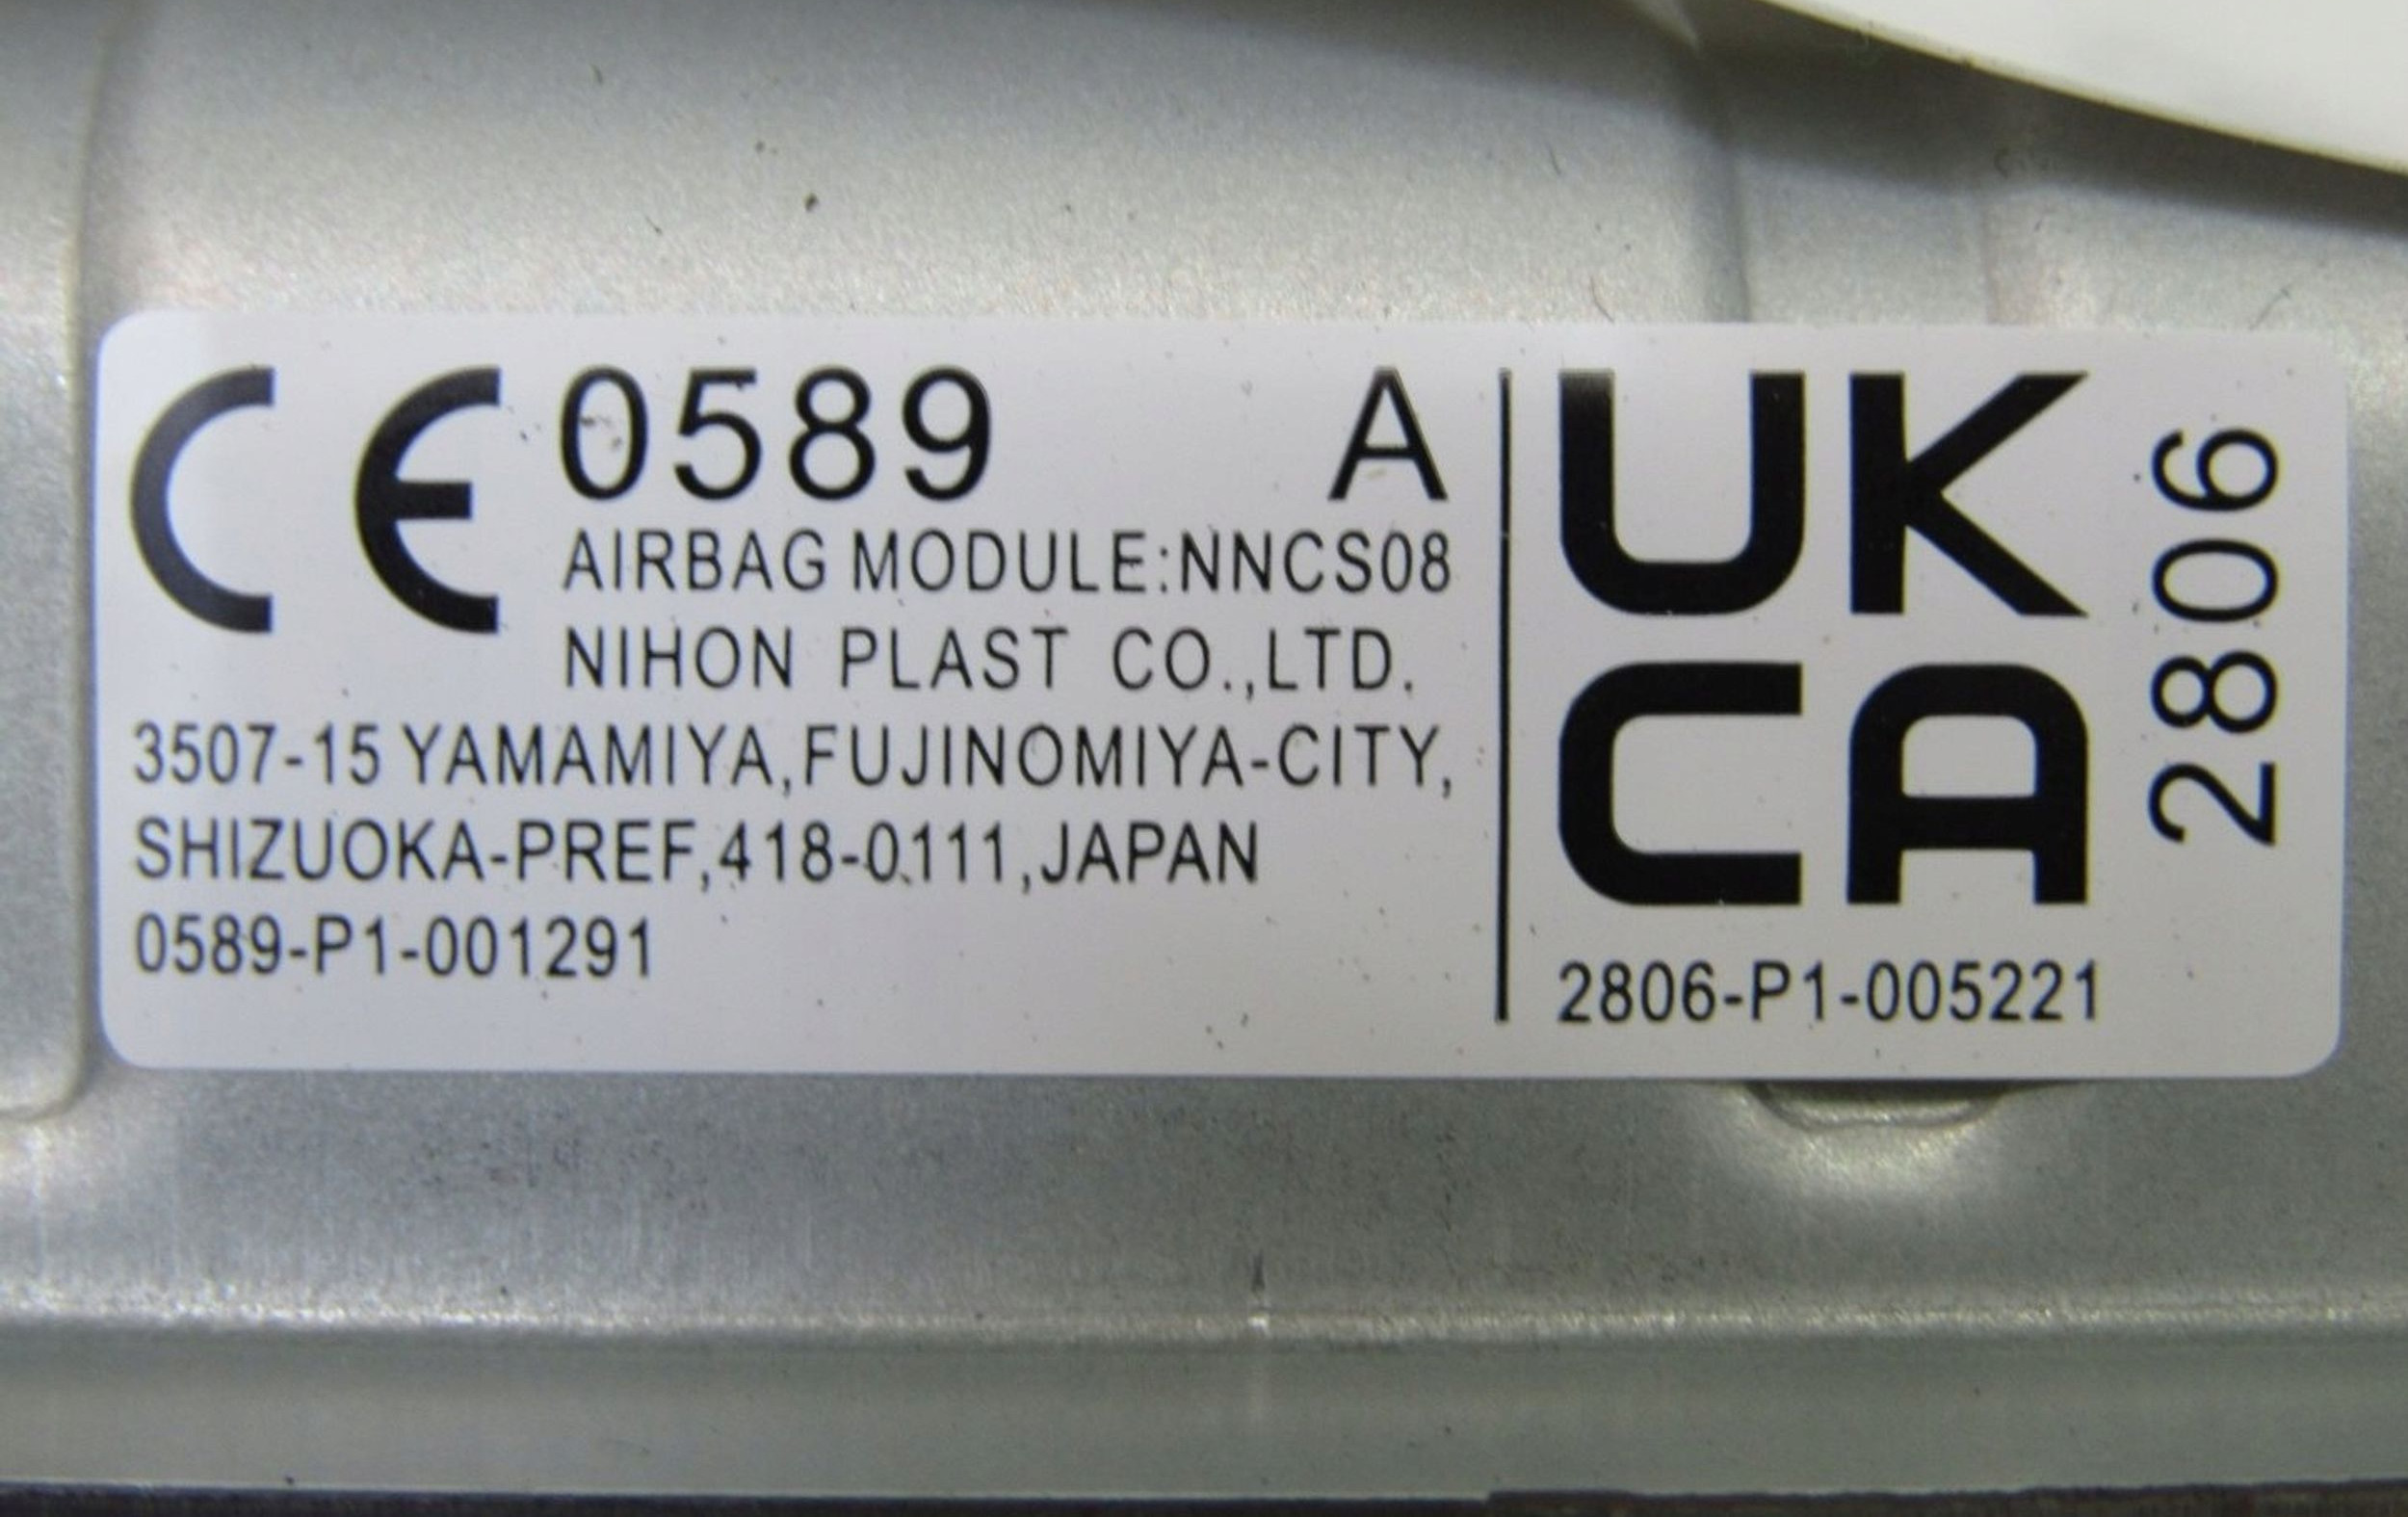 CE 0589 A
AIRBAG MODULE:NNCS08
NIHON PLAST CO.,LTD.
3507-15 YAMAMIYA,FUJINOMIYA-CITY,
SHIZUOKA-PREF,418-0111,JAPAN
0589-P1-001291
UK
CA
2806
2806-P1-005221